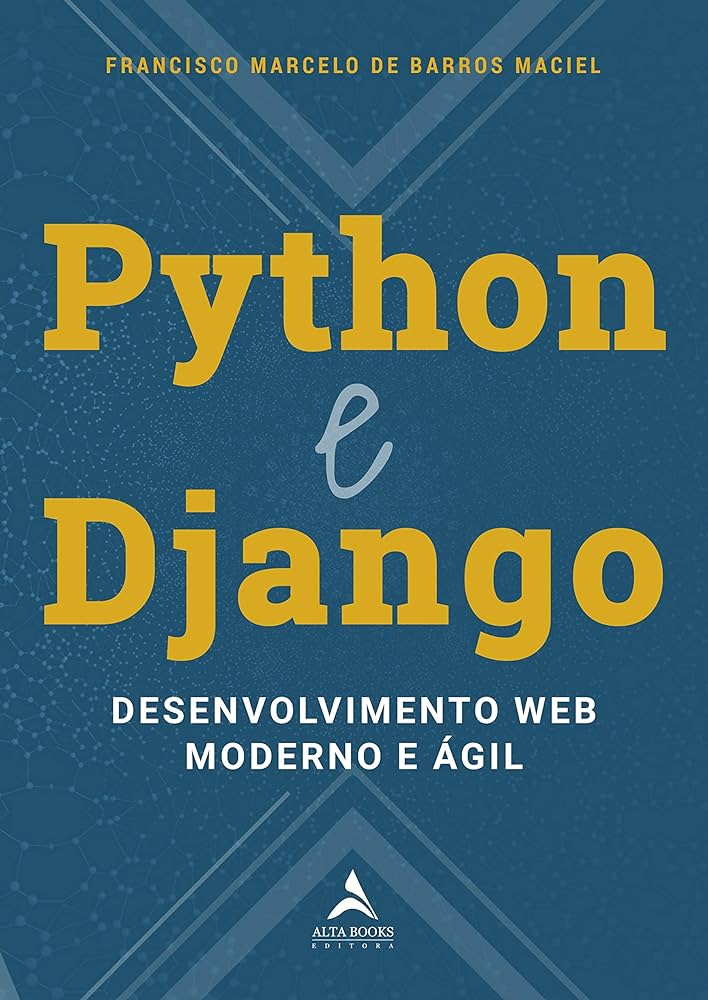 FRANCISCO MARCELO DE BARROS MACIEL
Python
e
Django
DESENVOLVIMENTO WEB
MODERNO E ÁGIL
ALTA BOOKS
EDITORA